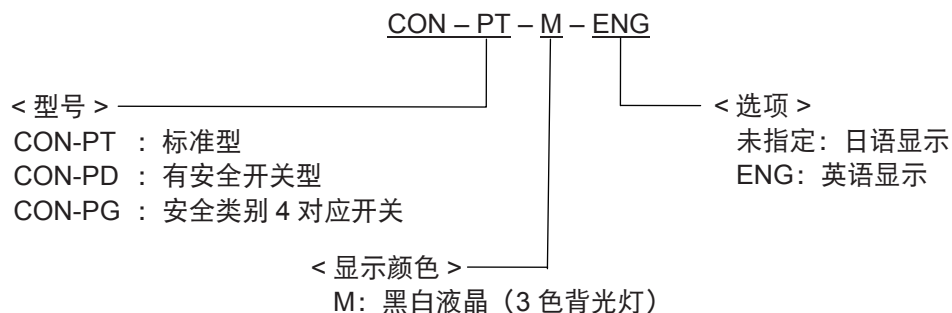 CON – PT – M – ENG
< 型号 >
CON-PT : 标准型
CON-PD : 有安全开关型
CON-PG : 安全类别 4 对应开关
< 选项 >
未指定：日语显示
ENG：英语显示
< 显示颜色 >
M：黑白液晶（3 色背光灯）